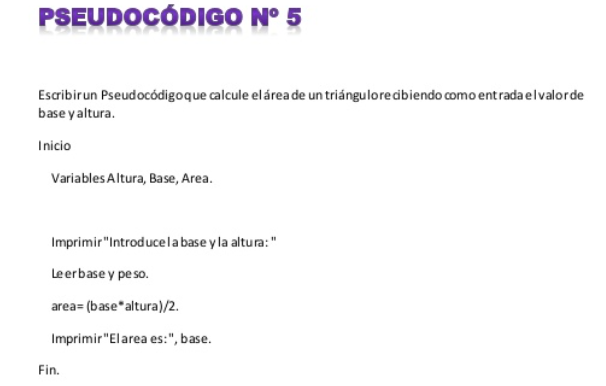 PSEUDOCÓDIGO Nº 5
Escribir un Pseudocódigo que calcule el área de un triángulo recibiendo como entrada el valor de
base y altura.
Inicio
Variables Altura, Base, Area.
Imprimir "Introduce la base y la altura: "
Leer base y peso.
area= (base*altura)/2.
Imprimir "El area es: ", base.
Fin.